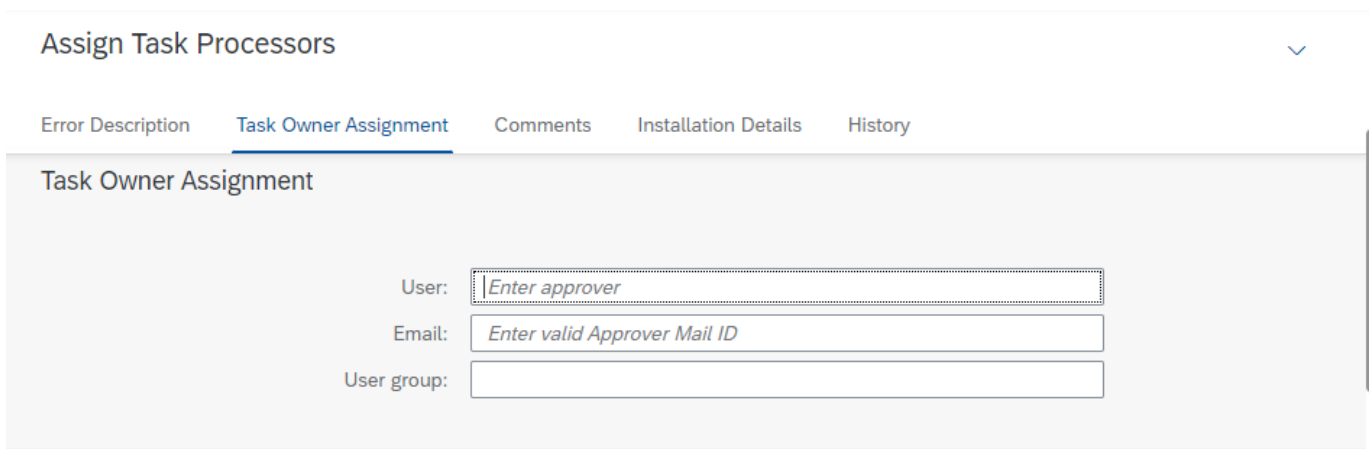 Assign Task Processors
Error Description Task Owner Assignment Comments Installation Details History
Task Owner Assignment
User: Enter approver
Email: Enter valid Approver Mail ID
User group: